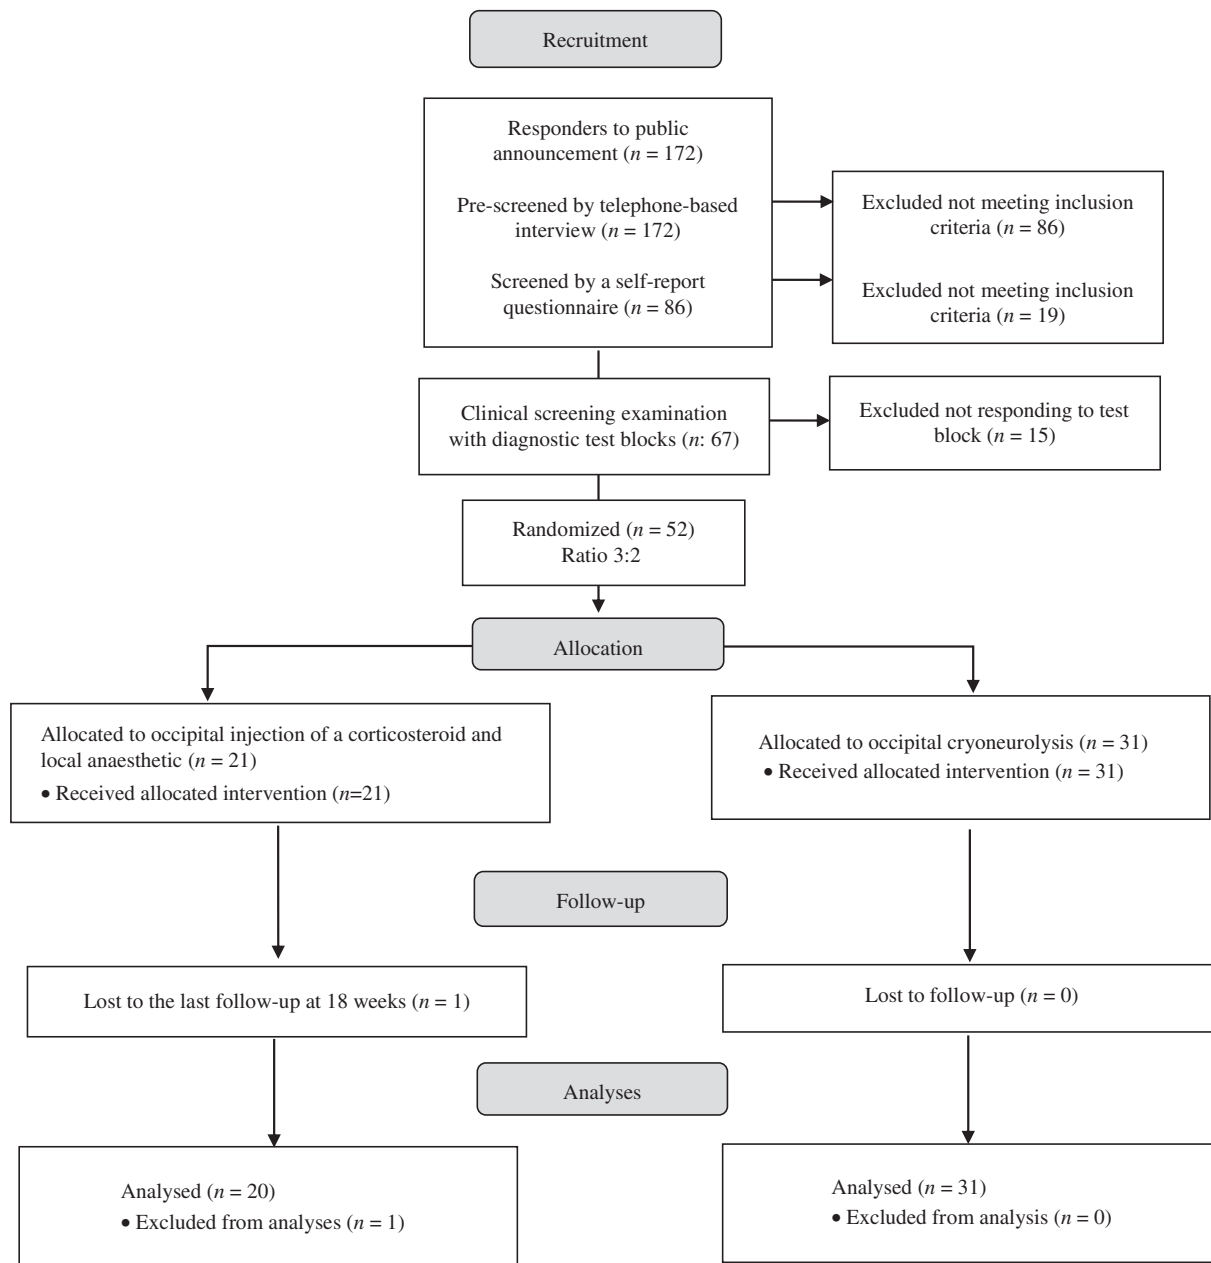 Recruitment
Responders to public
announcement (n = 172)
Pre-screened by telephone-based
interview (n = 172)
Screened by a self-report
questionnaire (n = 86)
Excluded not meeting inclusion
criteria (n = 86)
Excluded not meeting inclusion
criteria (n = 19)
Clinical screening examination
with diagnostic test blocks (n: 67)
Excluded not responding to test
block (n = 15)
Randomized (n = 52)
Ratio 3:2
Allocation
Allocated to occipital injection of a corticosteroid and
local anaesthetic (n = 21)
• Received allocated intervention (n=21)
Allocated to occipital cryoneurolysis (n = 31)
• Received allocated intervention (n = 31)
Follow-up
Lost to the last follow-up at 18 weeks (n = 1)
Lost to follow-up (n = 0)
Analyses
Analysed (n = 20)
• Excluded from analyses (n = 1)
Analysed (n = 31)
• Excluded from analysis (n = 0)